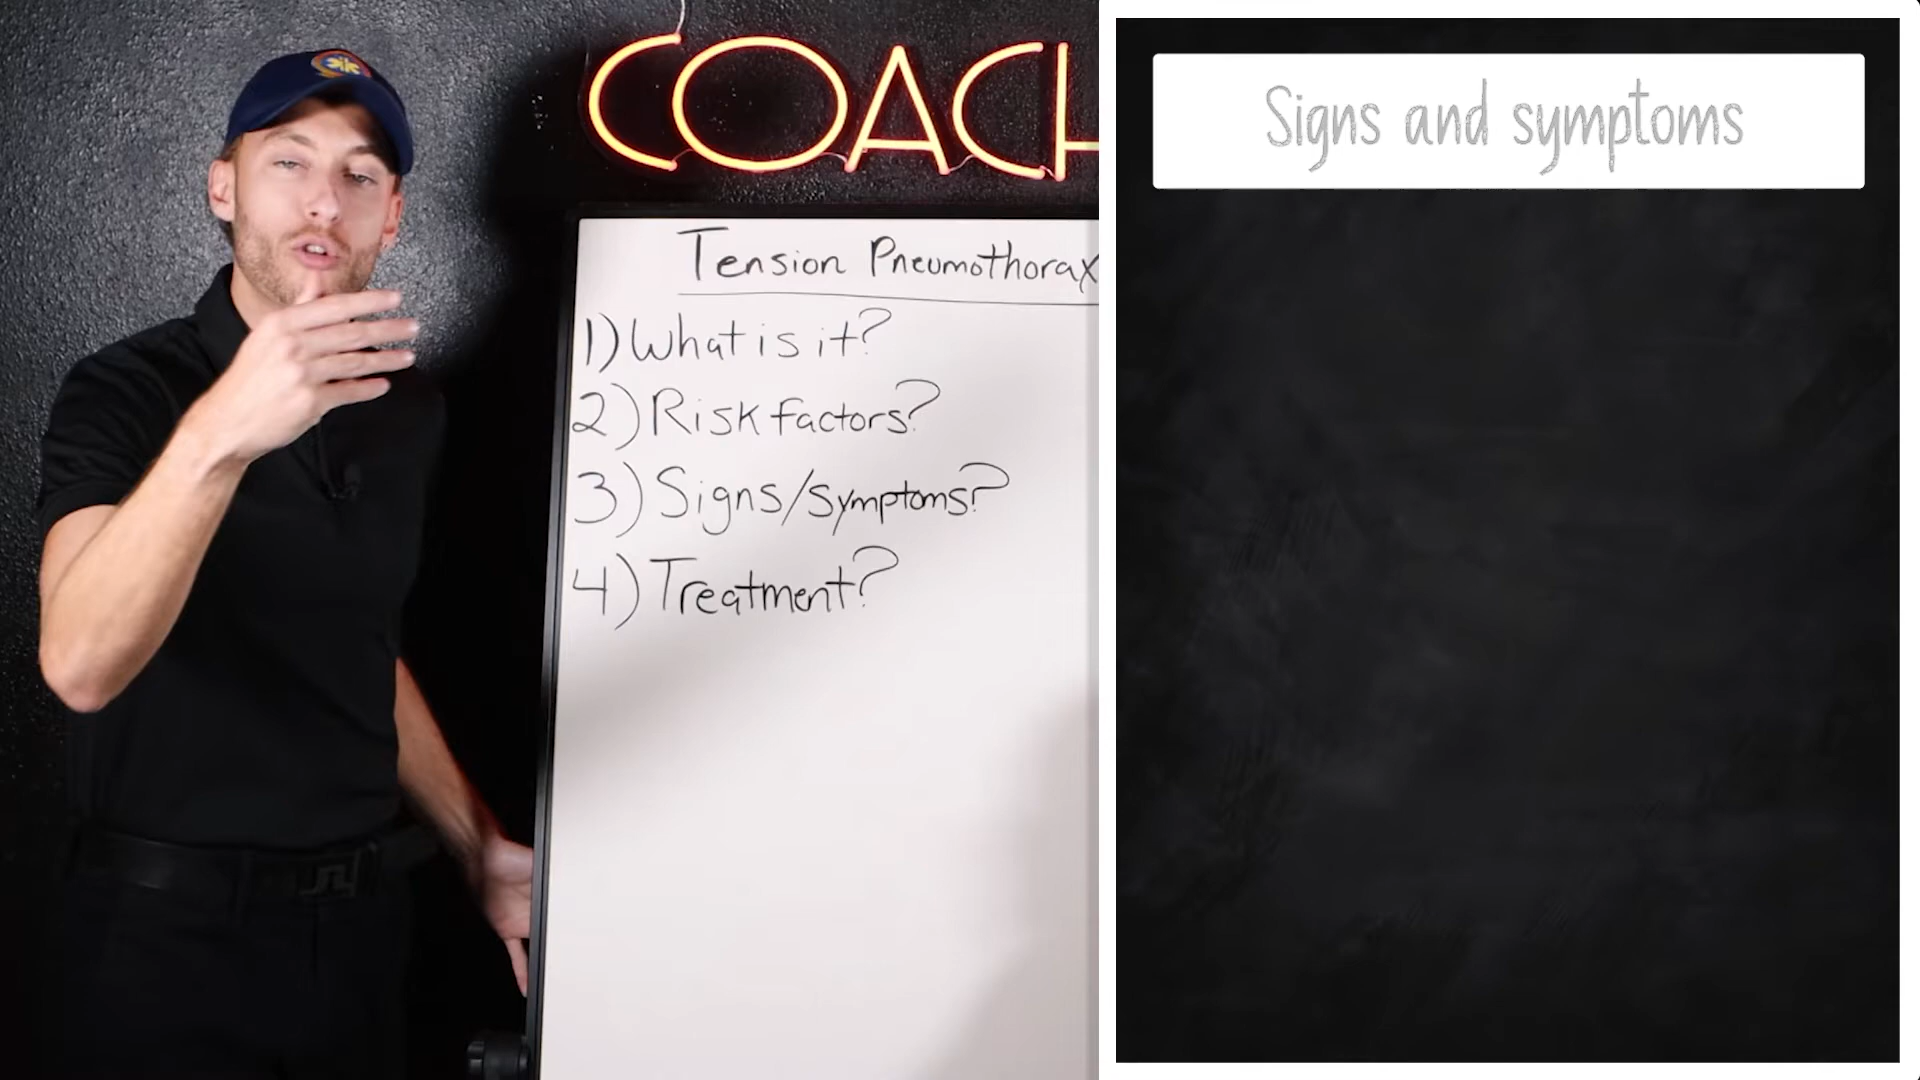 COACH
Tension Pneumothorax
1) What is it?
2) Risk factors?
3) Signs/Symptoms?
4) Treatment?
Signs and symptoms